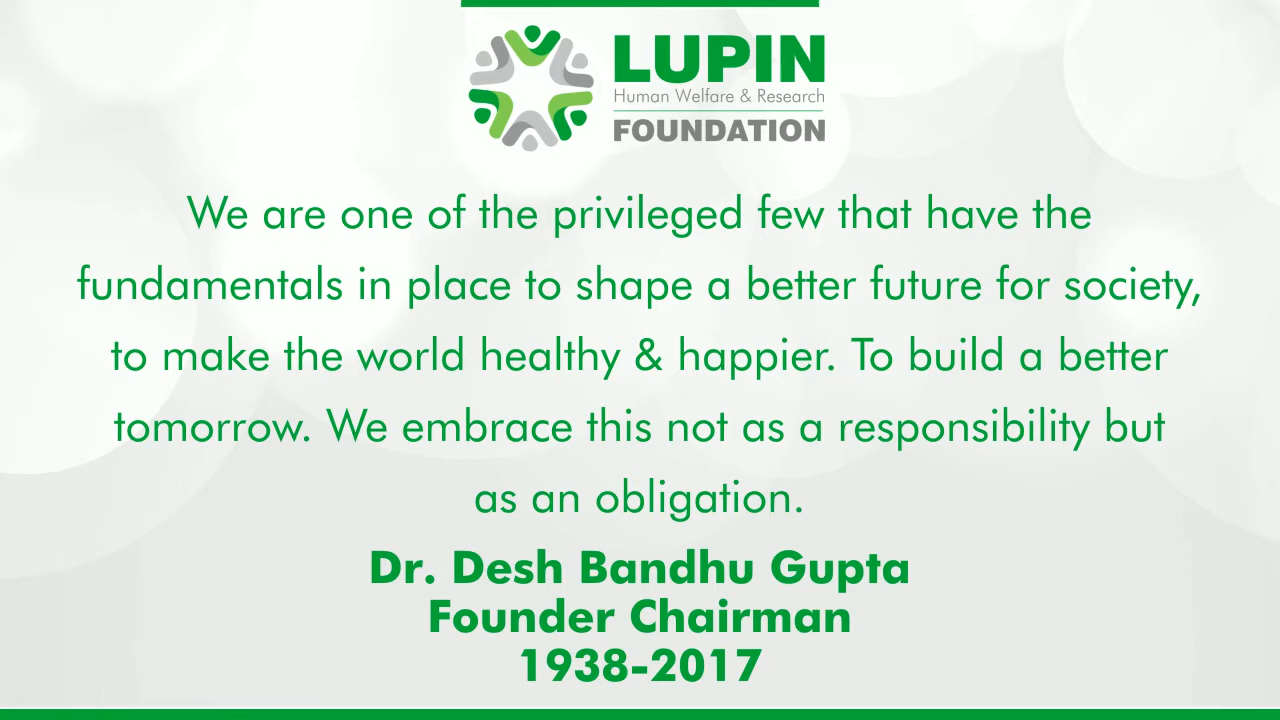 LUPIN
Human Welfare & Research
FOUNDATION
We are one of the privileged few that have the
fundamentals in place to shape a better future for society,
to make the world healthy & happier. To build a better
tomorrow. We embrace this not as a responsibility but
as an obligation.
Dr. Desh Bandhu Gupta
Founder Chairman
1938-2017